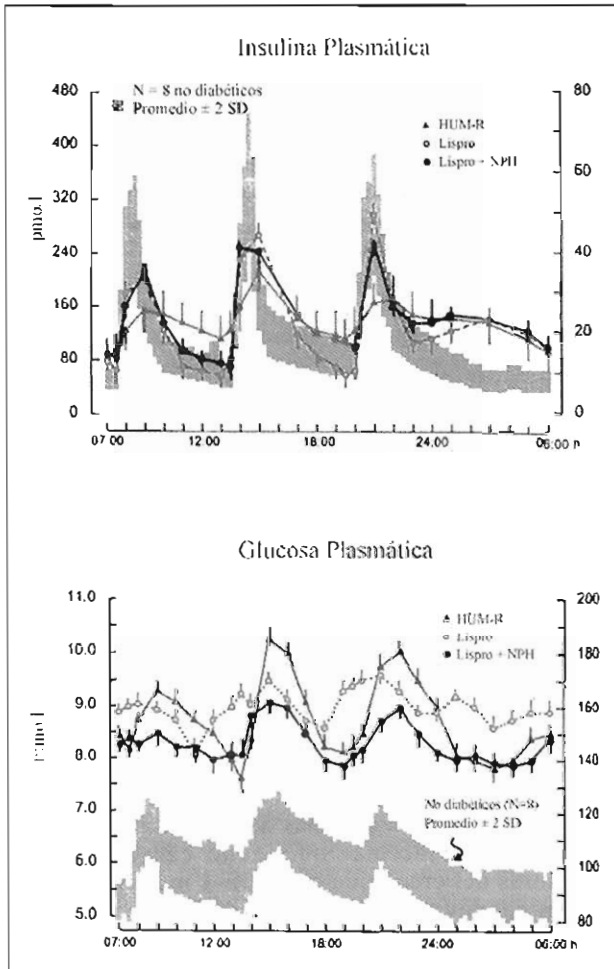 Insulina Plasmática
480
400
320
240
160
80
0
pmo.l
N = 8 no diabéticos
Promedio ± 2 SD
HUM-R
Lispro
Lispro + NPH
80
60
40
20
0
07:00
12:00
18:00
24:00
06:00 h
Glucosa Plasmática
11.0
10.0
9.0
8.0
7.0
6.0
5.0
HUM-R
Lispro
Lispro + NPH
200
180
160
140
120
100
80
No diabéticos (N=8)
Promedio ± 2 SD
07:00
12:00
18:00
24:00
06:00 h